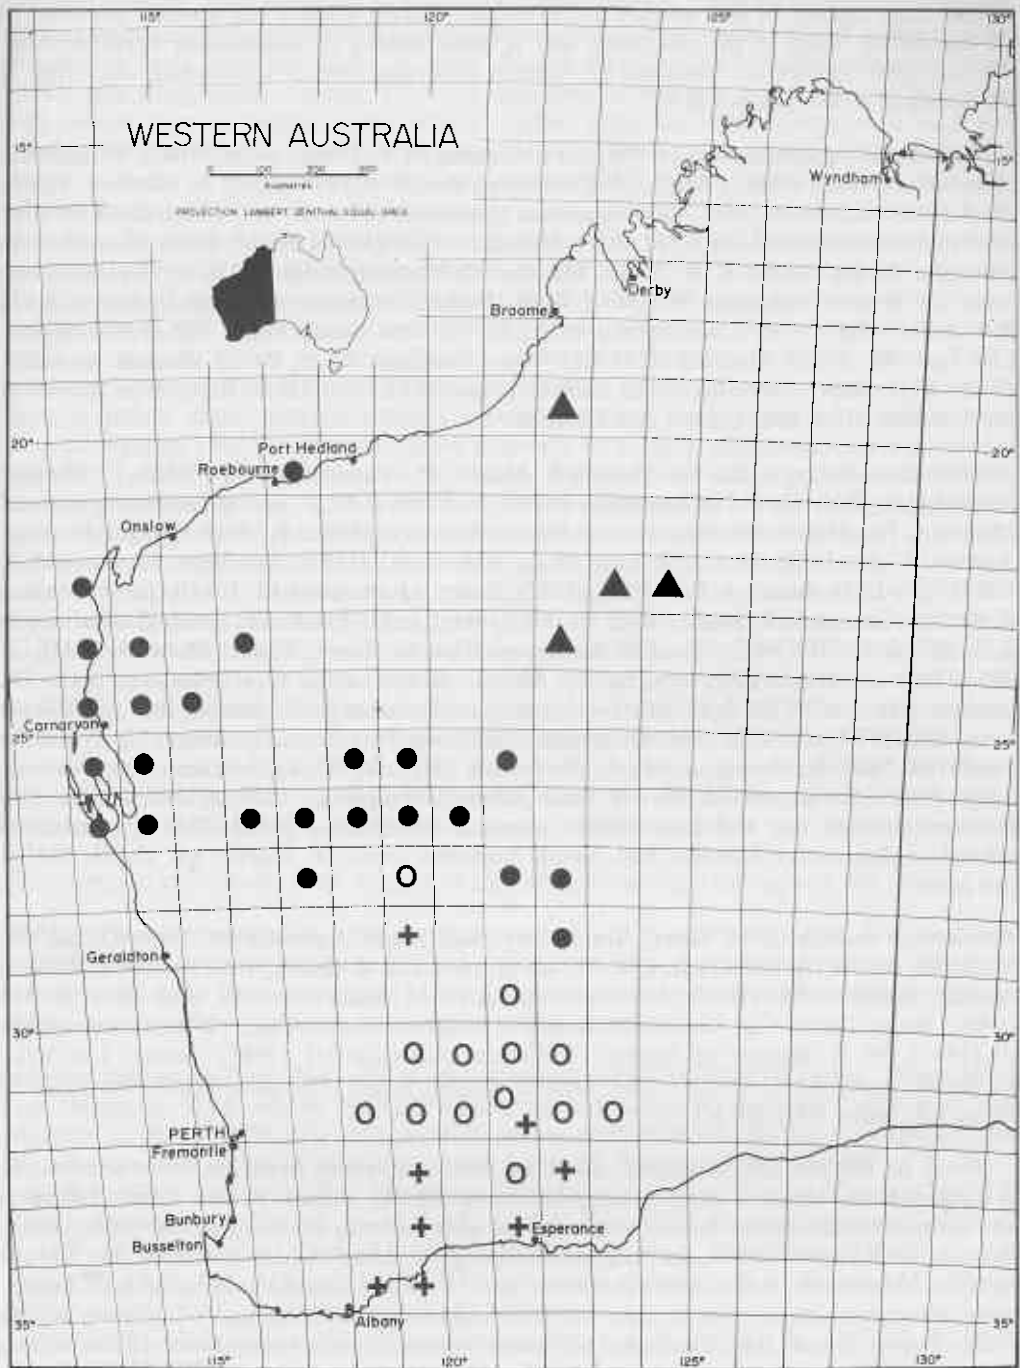 115° 120° 125° 130°
WESTERN AUSTRALIA
15° 15°
KILOMETRES
PROJECTION LAMBERT ZENITHAL EQUAL AREA
Wyndham
Derby
Broome
20° 20°
Port Hedland
Roebourne
Onslow
Carnarvon
25° 25°
Geraldton
30° 30°
PERTH
Fremantle
Bunbury
Busselton
Esperance
Albany
35°
115° 120° 125° 130°